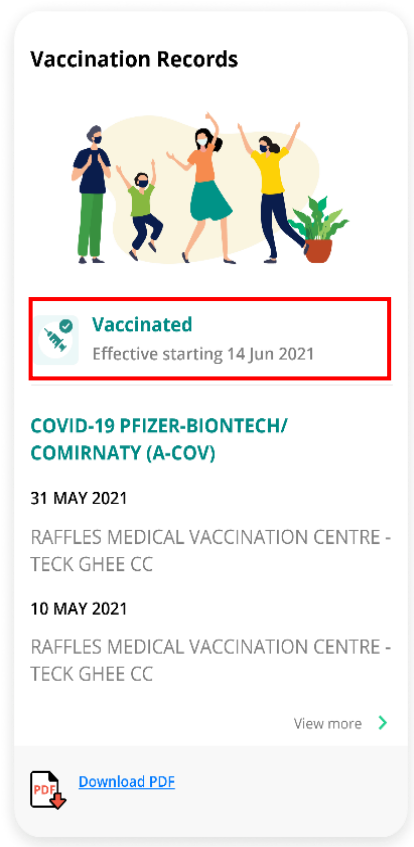 Vaccination Records
Vaccinated
Effective starting 14 Jun 2021
COVID-19 PFIZER-BIONTECH/
COMIRNATY (A-COV)
31 MAY 2021
RAFFLES MEDICAL VACCINATION CENTRE -
TECK GHEE CC
10 MAY 2021
RAFFLES MEDICAL VACCINATION CENTRE -
TECK GHEE CC
View more
PDF
Download PDF